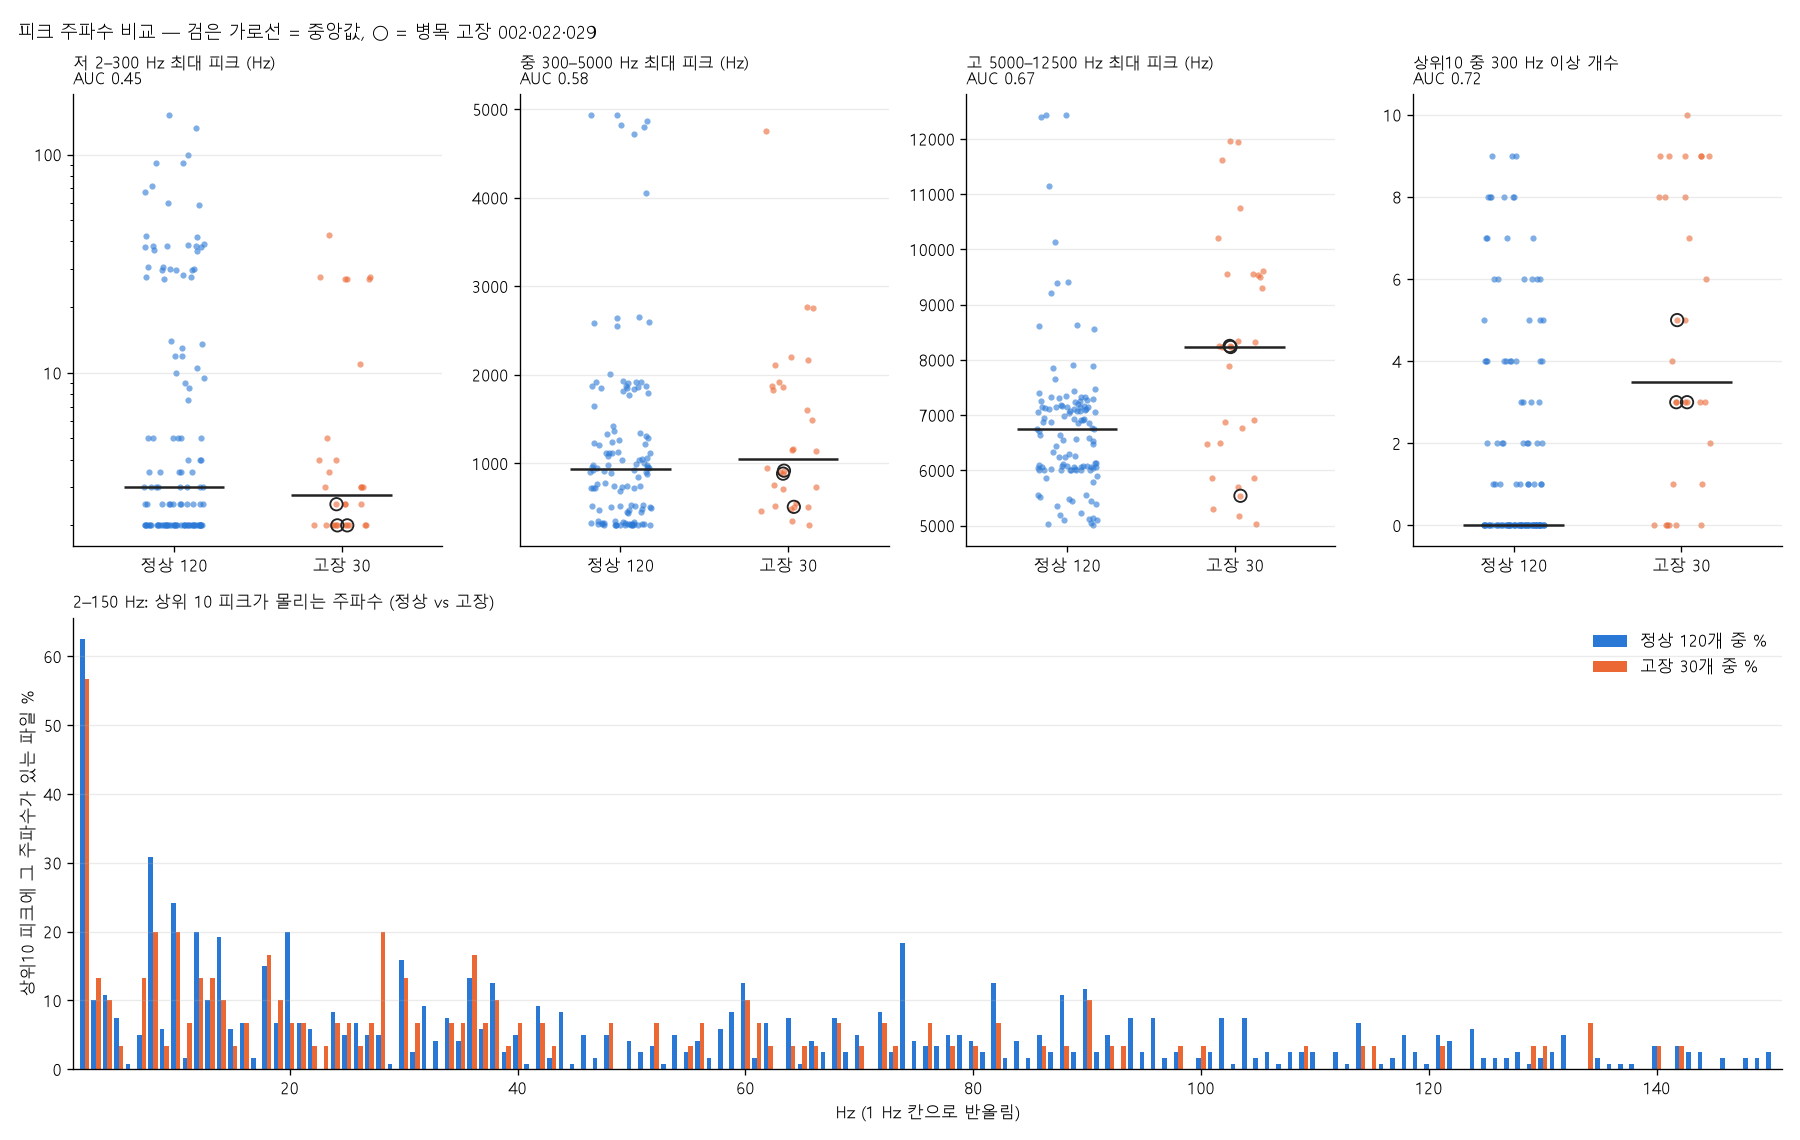 피크 주파수 비교 — 검은 가로선 = 중앙값, ○ = 병목 고장 002·022·029
저 2–300 Hz 최대 피크 (Hz)
AUC 0.45
100
10
정상 120
고장 30
중 300–5000 Hz 최대 피크 (Hz)
AUC 0.58
5000
4000
3000
2000
1000
정상 120
고장 30
고 5000–12500 Hz 최대 피크 (Hz)
AUC 0.67
12000
11000
10000
9000
8000
7000
6000
5000
정상 120
고장 30
상위10 중 300 Hz 이상 개수
AUC 0.72
10
8
6
4
2
0
정상 120
고장 30
2–150 Hz: 상위 10 피크가 몰리는 주파수 (정상 vs 고장)
상위10 피크에 그 주파수가 있는 파일 %
60
50
40
30
20
10
0
정상 120개 중 %
고장 30개 중 %
20
40
60
80
100
120
140
Hz (1 Hz 칸으로 반올림)